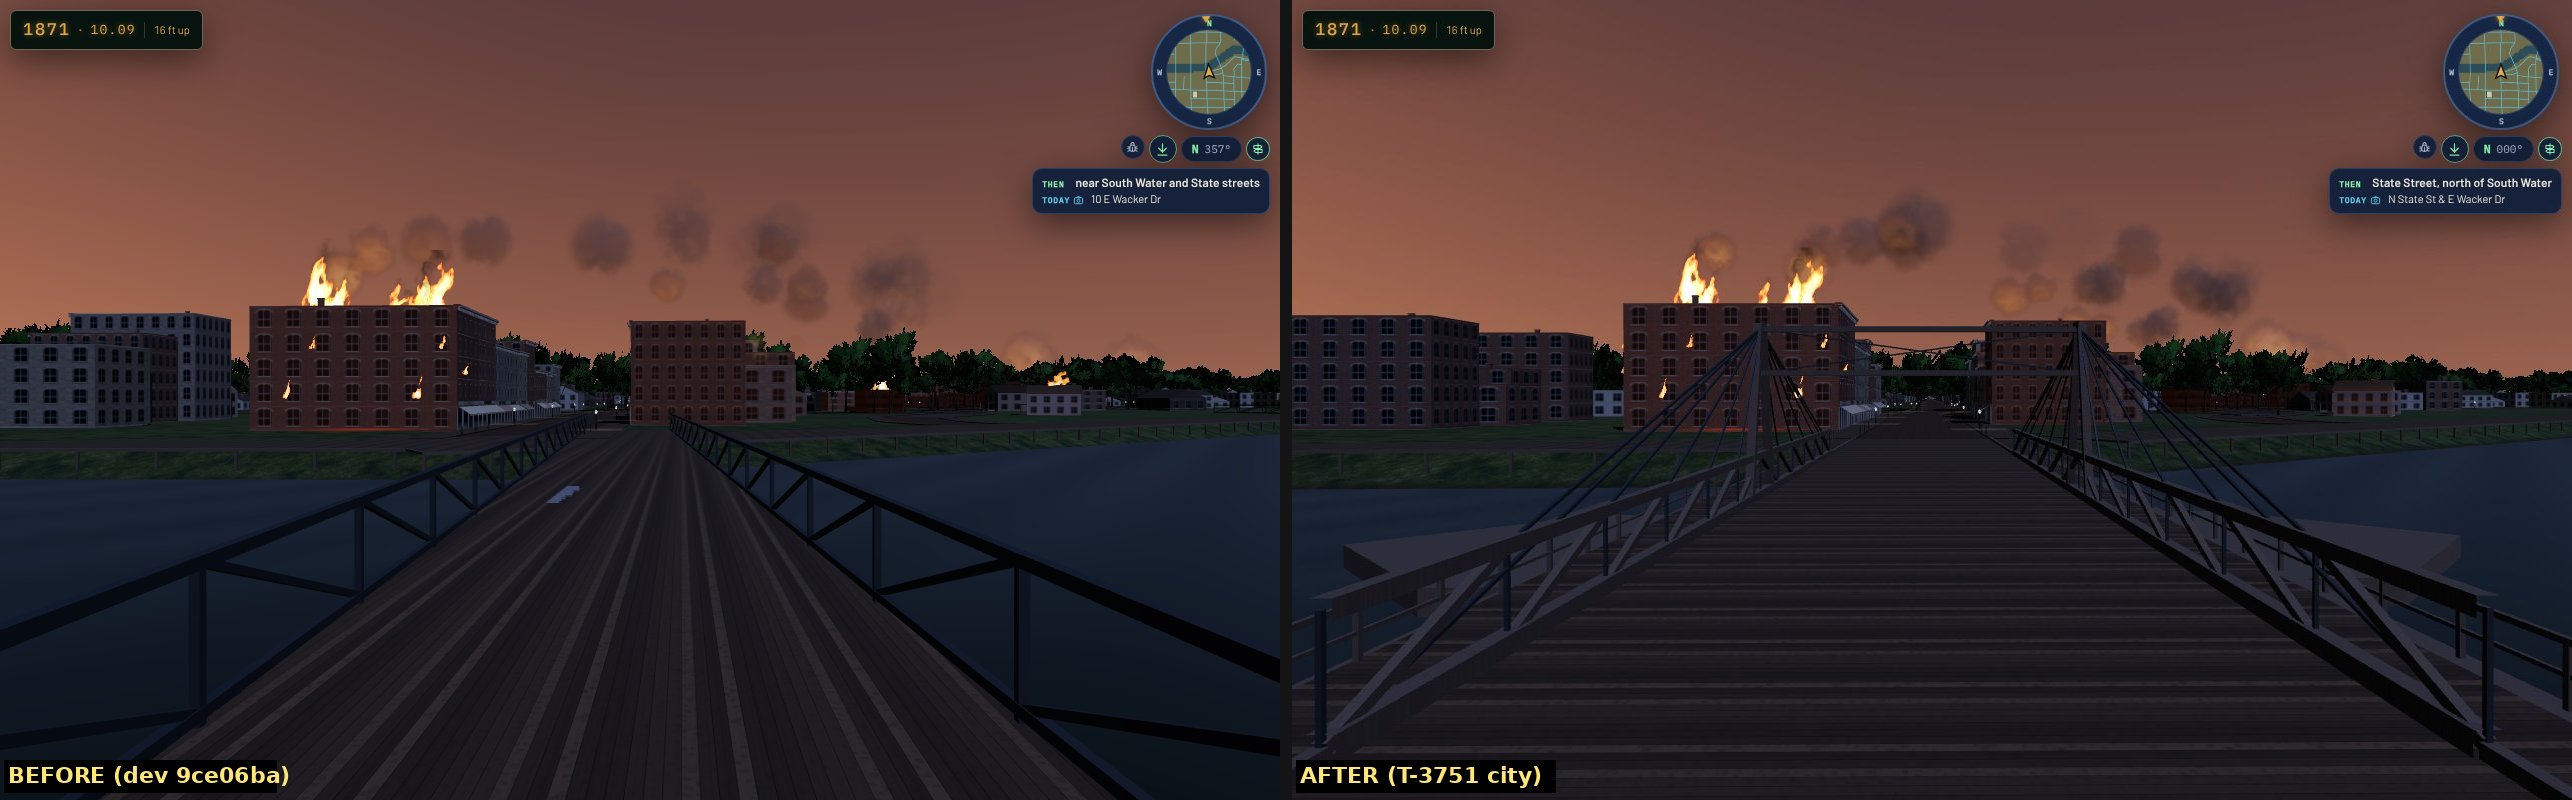 1871 · 10.09 16 ft up
N
W E
S
N 357°
THEN near South Water and State streets
TODAY 10 E Wacker Dr
BEFORE (dev 9ce06ba)
1871 · 10.09 16 ft up
N
W E
S
N 000°
THEN State Street, north of South Water
TODAY N State St & E Wacker Dr
AFTER (T-3751 city)